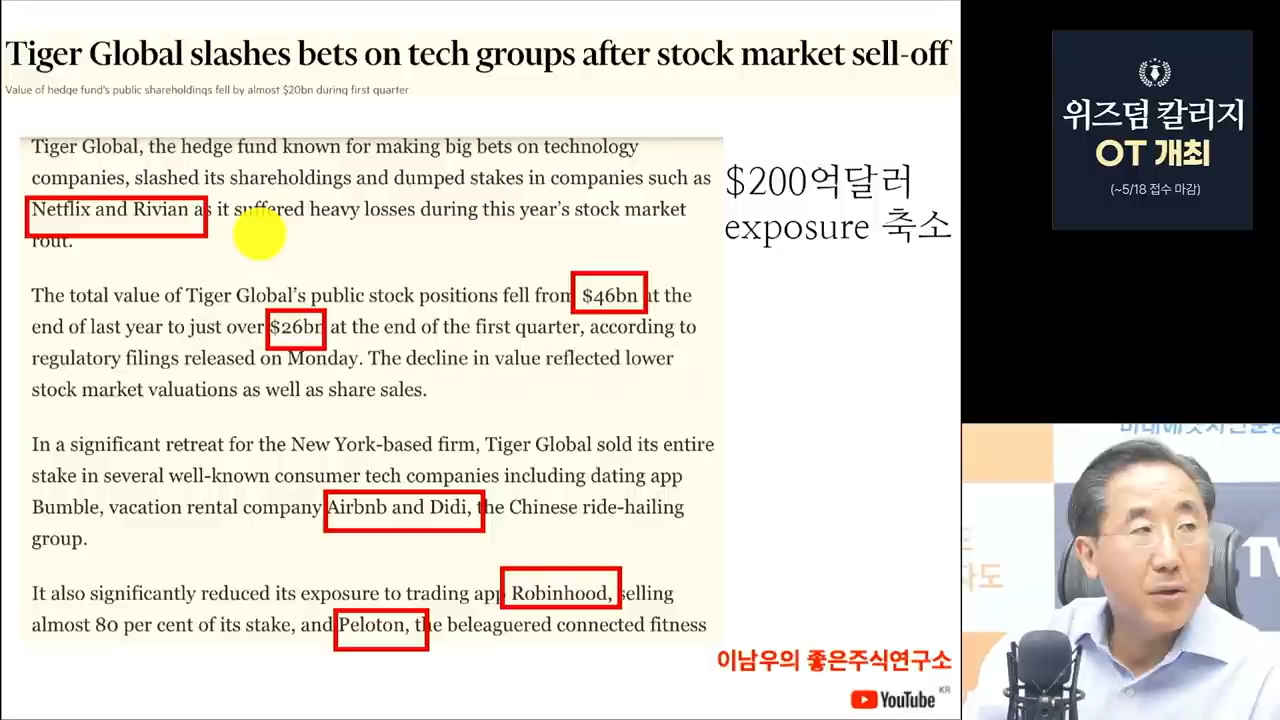 Tiger Global slashes bets on tech groups after stock market sell-off
Value of hedge fund's public shareholdings fell by almost $20bn during first quarter
Tiger Global, the hedge fund known for making big bets on technology
companies, slashed its shareholdings and dumped stakes in companies such as
Netflix and Rivian as it suffered heavy losses during this year's stock market
rout.
The total value of Tiger Global's public stock positions fell from $46bn at the
end of last year to just over $26bn at the end of the first quarter, according to
regulatory filings released on Monday. The decline in value reflected lower
stock market valuations as well as share sales.
In a significant retreat for the New York-based firm, Tiger Global sold its entire
stake in several well-known consumer tech companies including dating app
Bumble, vacation rental company Airbnb and Didi, the Chinese ride-hailing
group.
It also significantly reduced its exposure to trading app Robinhood, selling
almost 80 per cent of its stake, and Peloton, the beleaguered connected fitness
$200억달러
exposure 축소
이남우의 좋은주식연구소
YouTube KR
위즈덤 칼리지
OT 개최
(~5/18 접수 마감)
TV